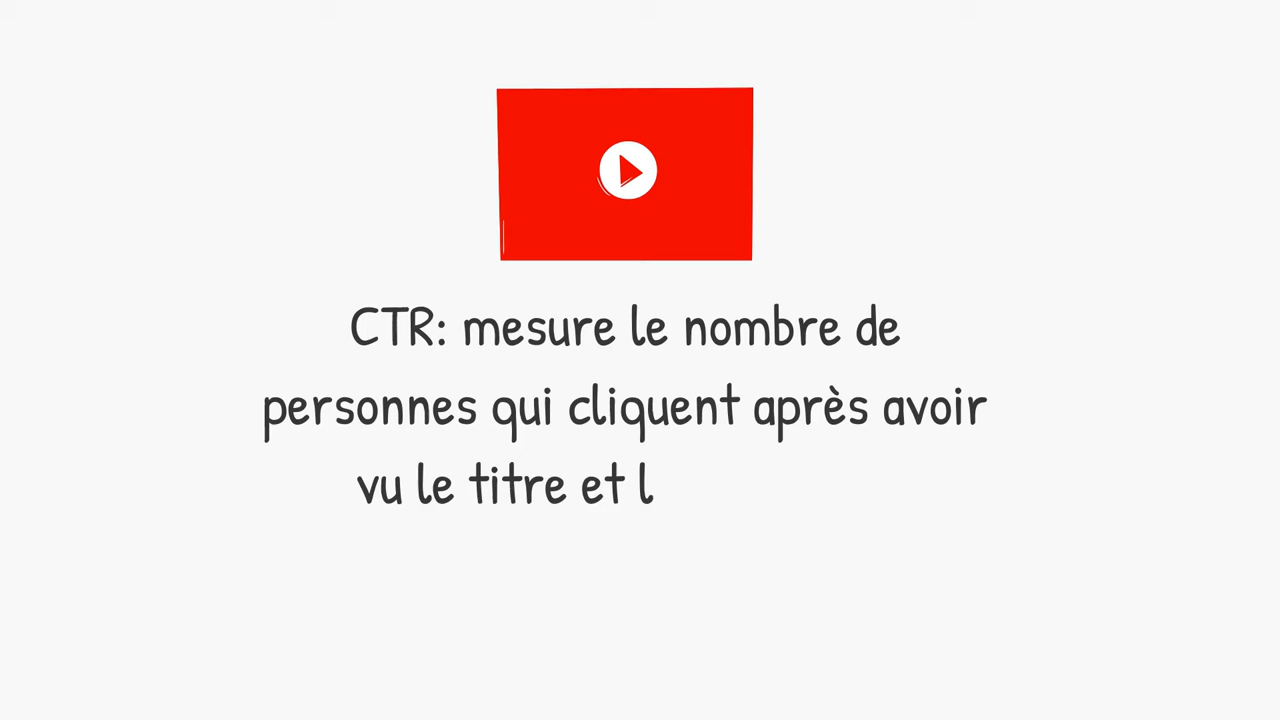 CTR: mesure le nombre de
personnes qui cliquent après avoir
vu le titre et l